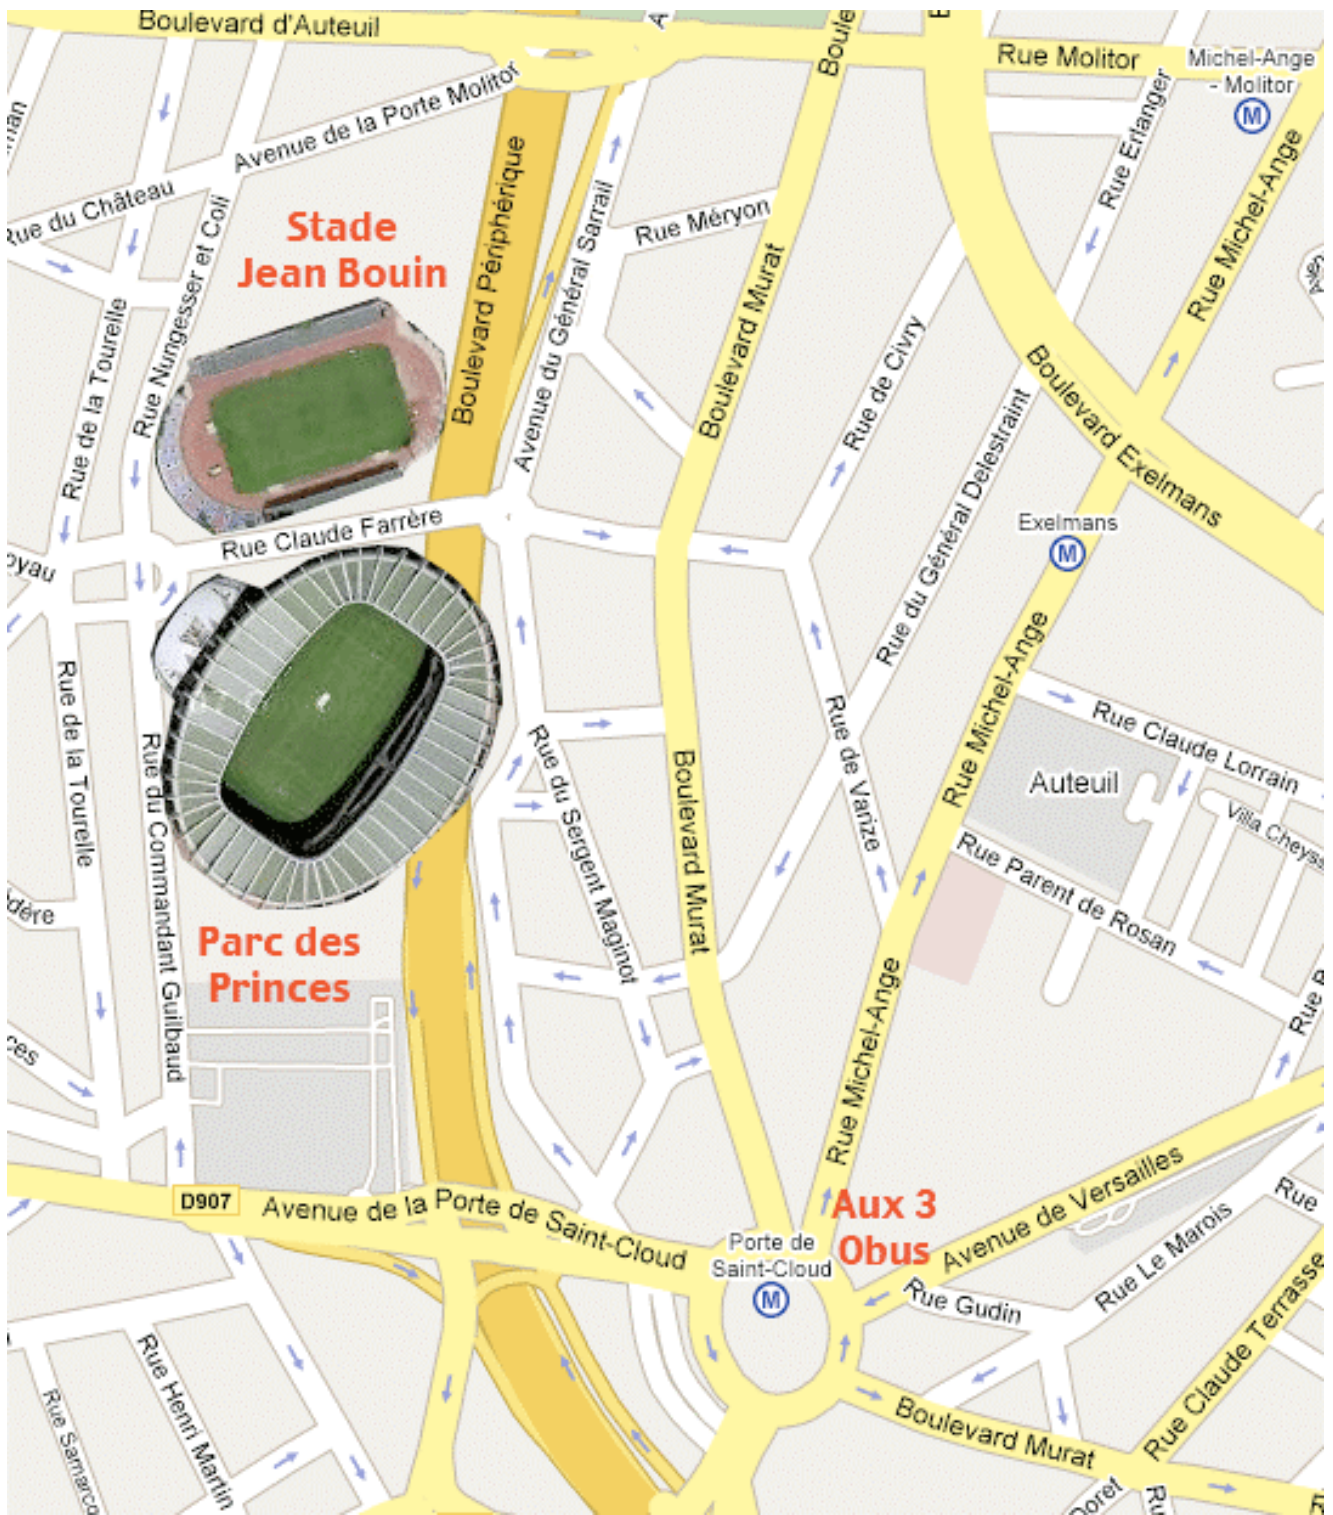 Boulevard d'Auteuil
Rue Molitor
Michel-Ange
- Molitor
M
Avenue de la Porte Molitor
Rue du Château
Rue Nungesser et Coli
Boulevard Périphérique
Avenue du Général Sarrail
Rue Méryon
Boulevard Murat
Rue Erlanger
Rue Michel-Ange
Stade
Jean Bouin
Rue de la Tourelle
Rue de Civry
Boulevard Exelmans
Rue du Général Delestraint
Exelmans
M
Rue Claude Farrère
Rue de la Tourelle
Rue du Commandant Guilbaud
Rue du Sergent Maginot
Boulevard Murat
Rue de Varize
Rue Michel-Ange
Rue Claude Lorrain
Auteuil
Villa Cheyss
Rue Parent de Rosan
Parc des
Princes
Rue Michel-Ange
D907
Avenue de la Porte de Saint-Cloud
Porte de
Saint-Cloud
M
Aux 3
Obus
Avenue de Versailles
Rue Le Marois
Rue
Rue Gudin
Rue Claude Terrasse
Boulevard Murat
Rue Henri Martin
Rue Samarco